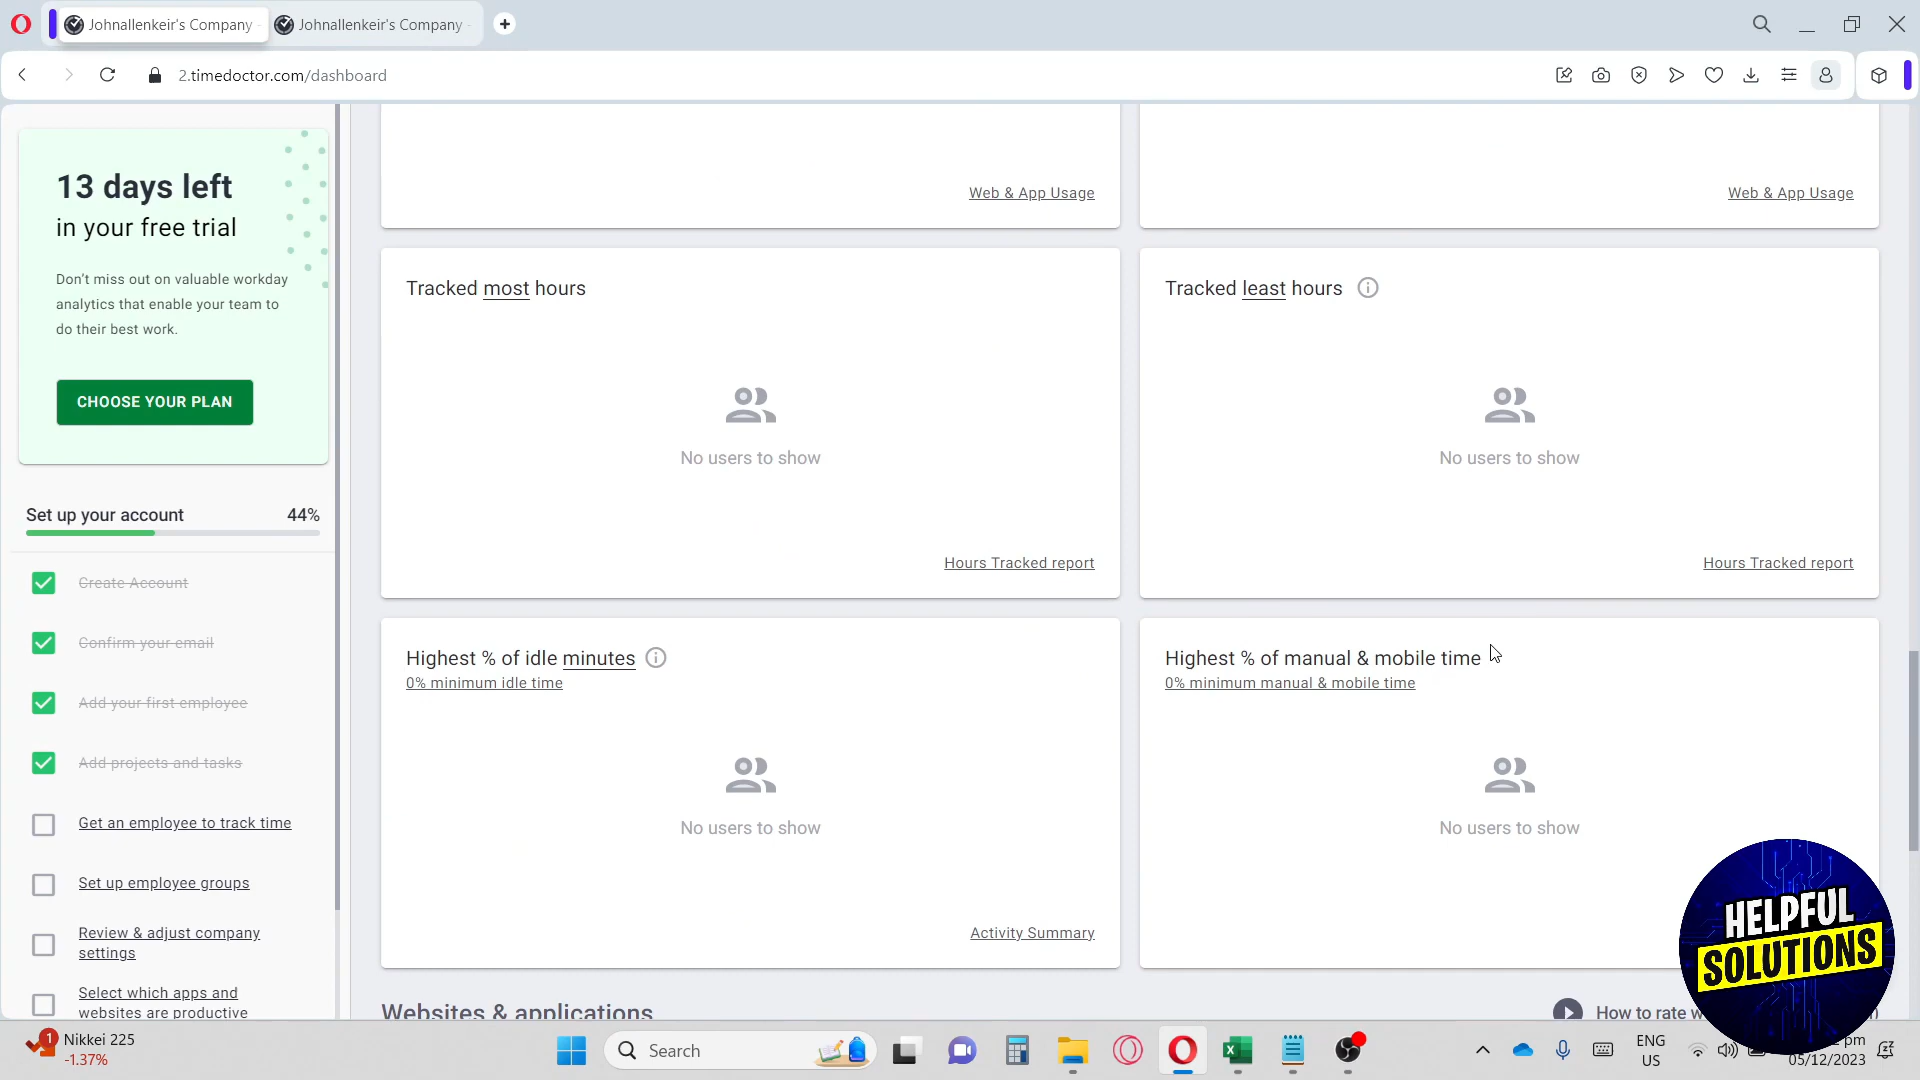 Johnallenkeir's Company
Johnallenkeir's Company
2.timedoctor.com/dashboard
13 days left
in your free trial
Don't miss out on valuable workday
analytics that enable your team to
do their best work.
CHOOSE YOUR PLAN
Set up your account 44%
Create Account
Confirm your email
Add your first employee
Add projects and tasks
Get an employee to track time
Set up employee groups
Review & adjust company
settings
Select which apps and
websites are productive
Web & App Usage
Web & App Usage
Tracked most hours
No users to show
Hours Tracked report
Tracked least hours
No users to show
Hours Tracked report
Highest % of idle minutes
0% minimum idle time
No users to show
Activity Summary
Highest % of manual & mobile time
0% minimum manual & mobile time
No users to show
Websites & applications
How to rate
HELPFUL
SOLUTIONS
1
Nikkei 225
-1.37%
Search
ENG
US
pm
05/12/2023